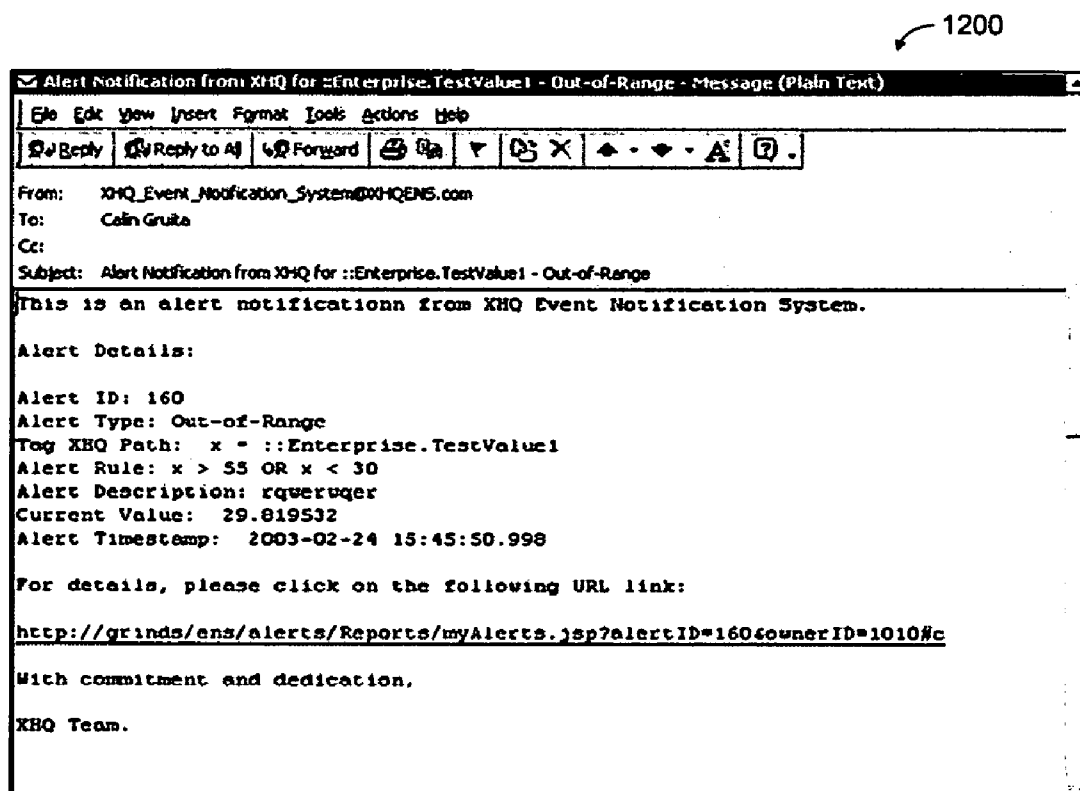 1200
Alert Notification from XHQ for ::Enterprise.TestValue1 - Out-of-Range - Message (Plain Text)
File Edit View Insert Format Tools Actions Help
Reply Reply to All Forward
From: XHQ_Event_Notification_System@XHQENS.com
To: Calin Gruita
Cc:
Subject: Alert Notification from XHQ for ::Enterprise.TestValue1 - Out-of-Range
This is an alert notificationn from XHQ Event Notification System.
Alert Details:
Alert ID: 160
Alert Type: Out-of-Range
Tag XHQ Path: x = ::Enterprise.TestValue1
Alert Rule: x > 55 OR x < 30
Alert Description: rqweruqer
Current Value: 29.819532
Alert Timestamp: 2003-02-24 15:45:50.998
For details, please click on the following URL link:
http://grinds/ens/alerts/Reports/myAlerts.jsp?alertID=160&ownerID=1010#c
With commitment and dedication,
XHQ Team.